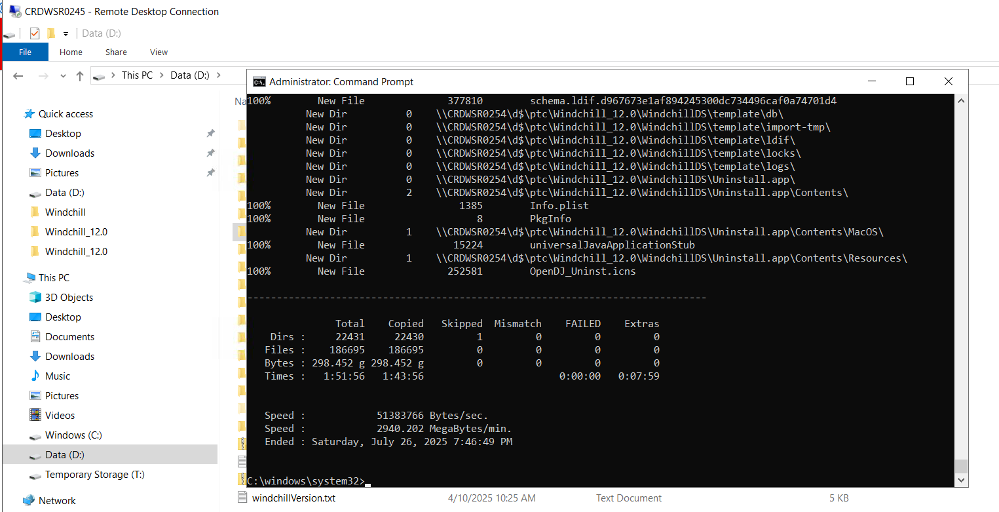 CRDWSR0245 - Remote Desktop Connection
Data (D:)
File Home Share View
This PC Data (D:)
Quick access
Desktop
Downloads
Pictures
Data (D:)
Windchill
Windchill_12.0
Windchill_12.0
This PC
3D Objects
Desktop
Documents
Downloads
Music
Pictures
Videos
Windows (C:)
Data (D:)
Temporary Storage (T:)
Network
Na
Administrator: Command Prompt
100% New File 377810 schema.ldif.d967673e1af894245300dc734496caf0a74701d4
New Dir 0 \\CRDWSR0254\d$\ptc\Windchill_12.0\WindchillDS\template\db\
New Dir 0 \\CRDWSR0254\d$\ptc\Windchill_12.0\WindchillDS\template\import-tmp\
New Dir 0 \\CRDWSR0254\d$\ptc\Windchill_12.0\WindchillDS\template\ldif\
New Dir 0 \\CRDWSR0254\d$\ptc\Windchill_12.0\WindchillDS\template\locks\
New Dir 0 \\CRDWSR0254\d$\ptc\Windchill_12.0\WindchillDS\template\logs\
New Dir 0 \\CRDWSR0254\d$\ptc\Windchill_12.0\WindchillDS\Uninstall.app\
New Dir 2 \\CRDWSR0254\d$\ptc\Windchill_12.0\WindchillDS\Uninstall.app\Contents\
100% New File 1385 Info.plist
100% New File 8 PkgInfo
New Dir 1 \\CRDWSR0254\d$\ptc\Windchill_12.0\WindchillDS\Uninstall.app\Contents\MacOS\
100% New File 15224 universalJavaApplicationStub
New Dir 1 \\CRDWSR0254\d$\ptc\Windchill_12.0\WindchillDS\Uninstall.app\Contents\Resources\
100% New File 252581 OpenDJ_Uninst.icns
------------------------------------------------------------------------------
Total Copied Skipped Mismatch FAILED Extras
Dirs : 22431 22430 1 0 0 0
Files : 186695 186695 0 0 0 0
Bytes : 298.452 g 298.452 g 0 0 0 0
Times : 1:51:56 1:43:56 0:00:00 0:07:59
Speed : 51383766 Bytes/sec.
Speed : 2940.202 MegaBytes/min.
Ended : Saturday, July 26, 2025 7:46:49 PM
C:\windows\system32>
windchillVersion.txt 4/10/2025 10:25 AM Text Document 5 KB